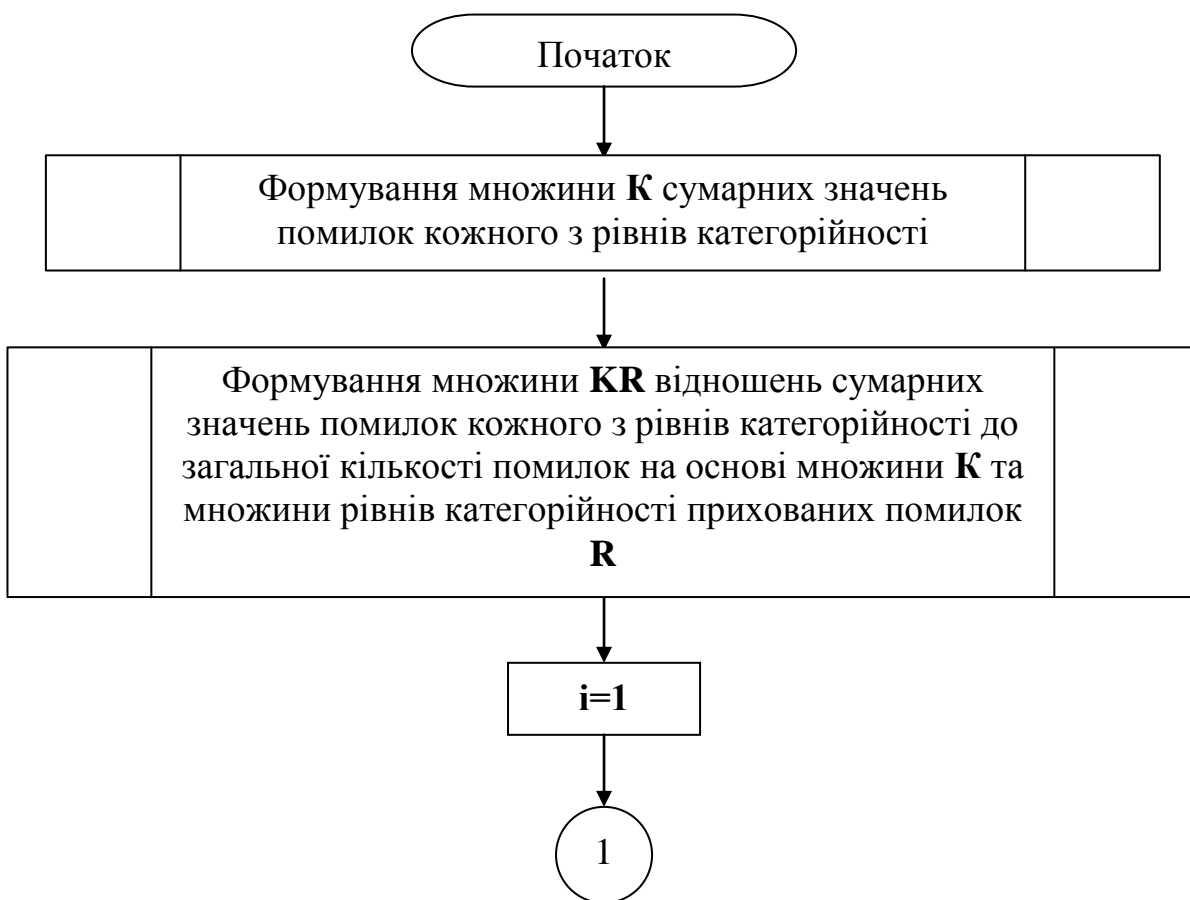 Початок
Формування множини К сумарних значень
помилок кожного з рівнів категорійності
Формування множини KR відношень сумарних
значень помилок кожного з рівнів категорійності до
загальної кількості помилок на основі множини К та
множини рівнів категорійності прихованих помилок
R
i=1
1